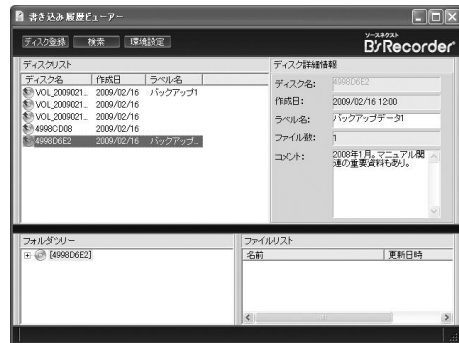 書き込み履歴ビューアー
ディスク登録 検索 環境設定
ソースネクスト
B's Recorder
ディスクリスト
ディスク名 作成日 ラベル名
VOL_2009021... 2009/02/16 バックアップ1
VOL_2009021... 2009/02/16
VOL_2009021... 2009/02/16
4998CD08 2009/02/16
4998D6E2 2009/02/16 バックアップ...
ディスク詳細情報
ディスク名: 4998D6E2
作成日: 2009/02/16 12:00
ラベル名: バックアップデータ1
ファイル数: 1
コメント: 2008年1月。マニュアル関
連の重要資料もあり。
フォルダツリー
[4998D6E2]
ファイルリスト
名前 更新日時